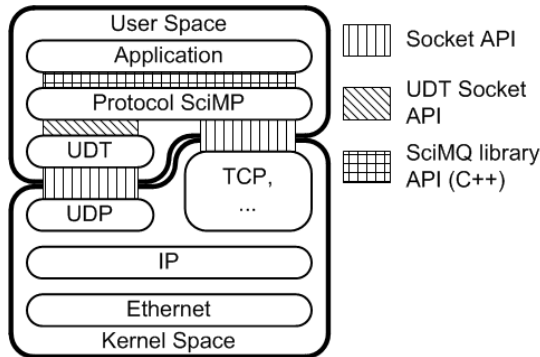 User Space
Application
Protocol SciMP
UDT
UDP
TCP,
...
IP
Ethernet
Kernel Space
Socket API
UDT Socket
API
SciMQ library
API (C++)